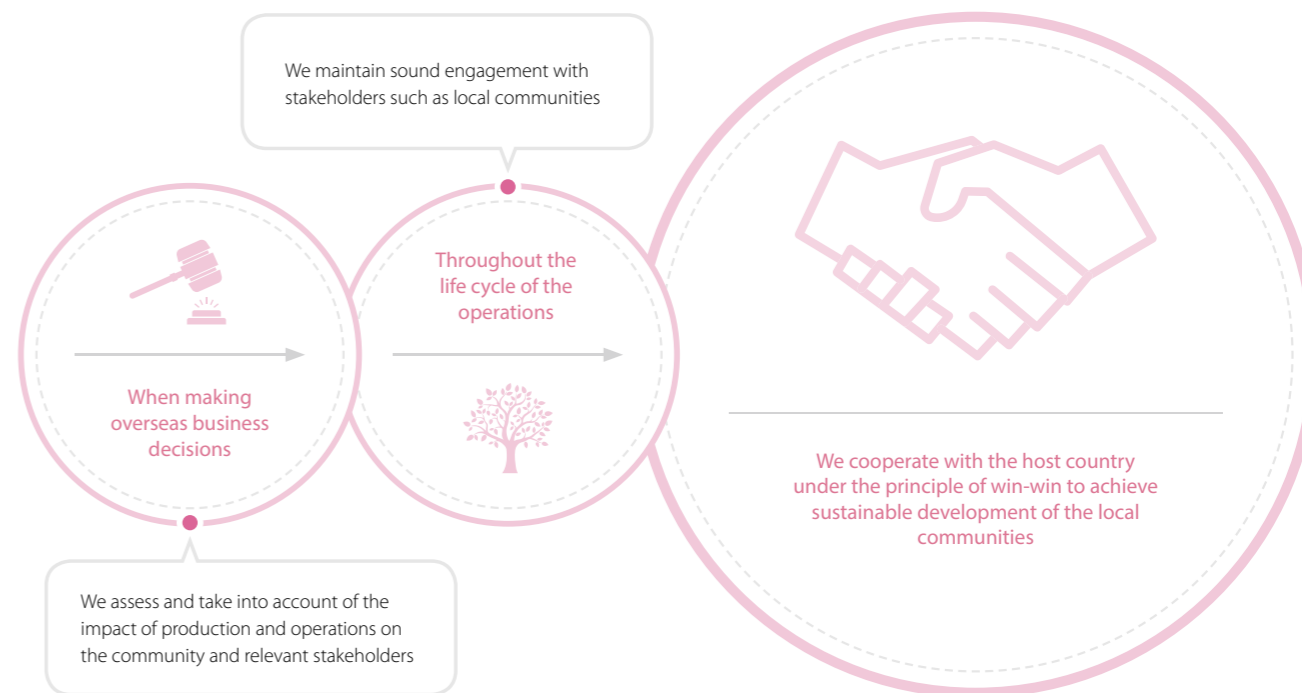 We maintain sound engagement with
stakeholders such as local communities
Throughout the
life cycle of the
operations
When making
overseas business
decisions
We assess and take into account of the
impact of production and operations on
the community and relevant stakeholders
We cooperate with the host country
under the principle of win-win to achieve
sustainable development of the local
communities